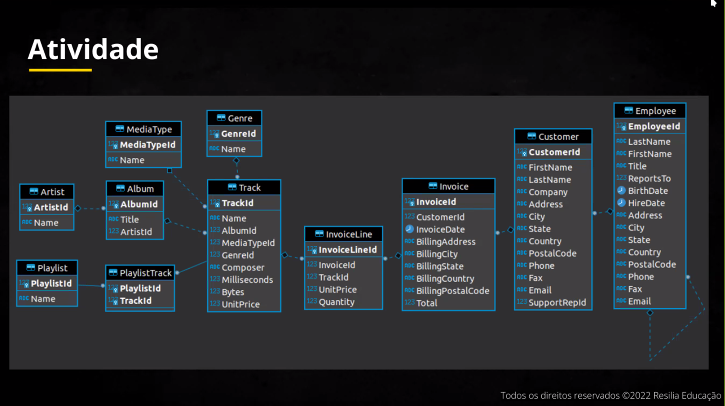 Atividade
MediaType
MediaTypeId
Name
Genre
GenreId
Name
Artist
ArtistId
Name
Album
AlbumId
Title
ArtistId
Playlist
PlaylistId
Name
PlaylistTrack
PlaylistId
TrackId
Track
TrackId
Name
AlbumId
MediaTypeId
GenreId
Composer
Milliseconds
Bytes
UnitPrice
InvoiceLine
InvoiceLineId
InvoiceId
TrackId
UnitPrice
Quantity
Invoice
InvoiceId
CustomerId
InvoiceDate
BillingAddress
BillingCity
BillingState
BillingCountry
BillingPostalCode
Total
Customer
CustomerId
FirstName
LastName
Company
Address
City
State
Country
PostalCode
Phone
Fax
Email
SupportRepId
Employee
EmployeeId
LastName
FirstName
Title
ReportsTo
BirthDate
HireDate
Address
City
State
Country
PostalCode
Phone
Fax
Email
Todos os direitos reservados ©2022 Resilia Educação